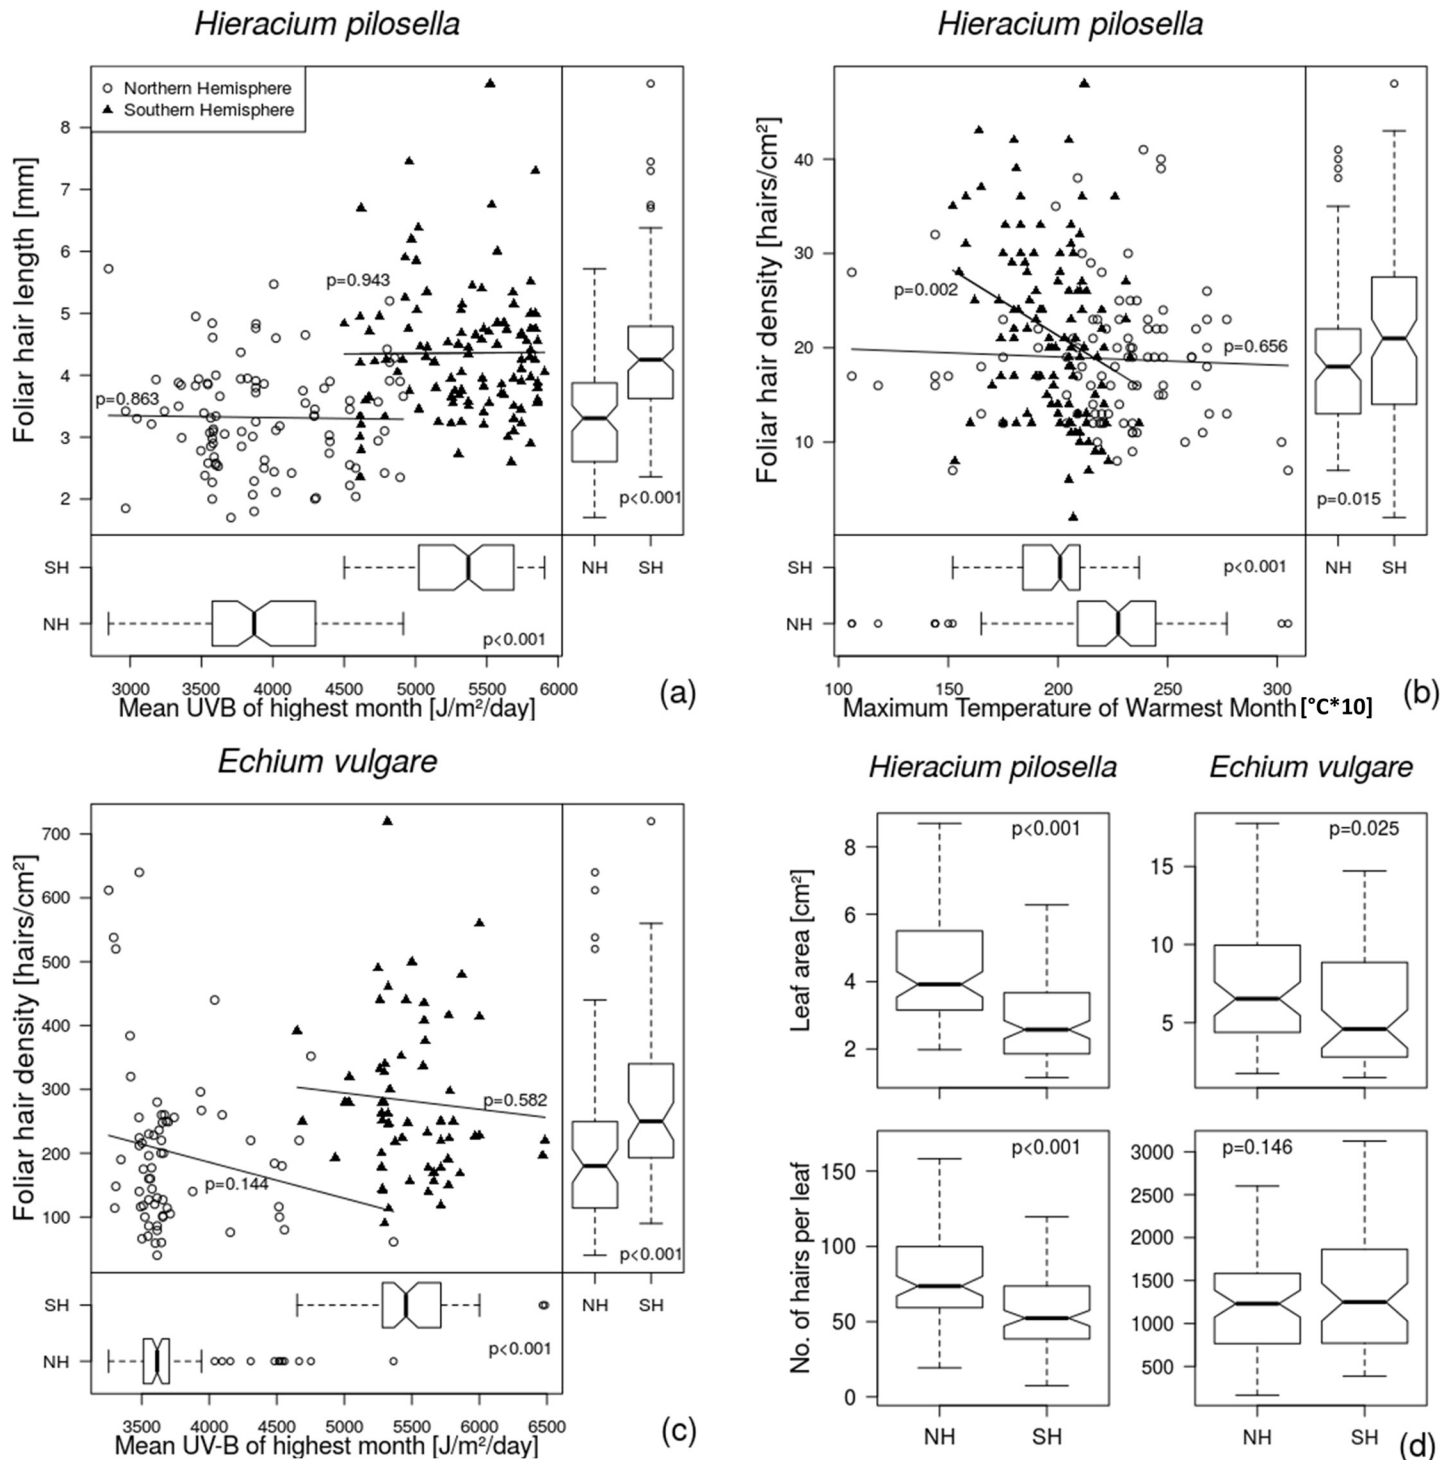 Hieracium pilosella
Northern Hemisphere
Southern Hemisphere
Foliar hair length [mm]
8
7
6
5
4
3
2
p=0.943
p=0.863
p<0.001
NH SH
SH
NH
p<0.001
3000 3500 4000 4500 5000 5500 6000
Mean UVB of highest month [J/m²/day]
(a)
Hieracium pilosella
Foliar hair density [hairs/cm²]
40
30
20
10
p=0.002
p=0.656
p=0.015
NH SH
SH
NH
p<0.001
100 150 200 250 300
Maximum Temperature of Warmest Month [°C*10]
(b)
Echium vulgare
Foliar hair density [hairs/cm²]
700
600
500
400
300
200
100
p=0.582
p=0.144
p<0.001
NH SH
SH
NH
p<0.001
3500 4000 4500 5000 5500 6000 6500
Mean UV-B of highest month [J/m²/day]
(c)
Hieracium pilosella
Echium vulgare
Leaf area [cm²]
8
6
4
2
p<0.001
15
10
5
p=0.025
No. of hairs per leaf
150
100
50
0
p<0.001
NH SH
3000
2500
2000
1500
1000
500
p=0.146
NH SH
(d)